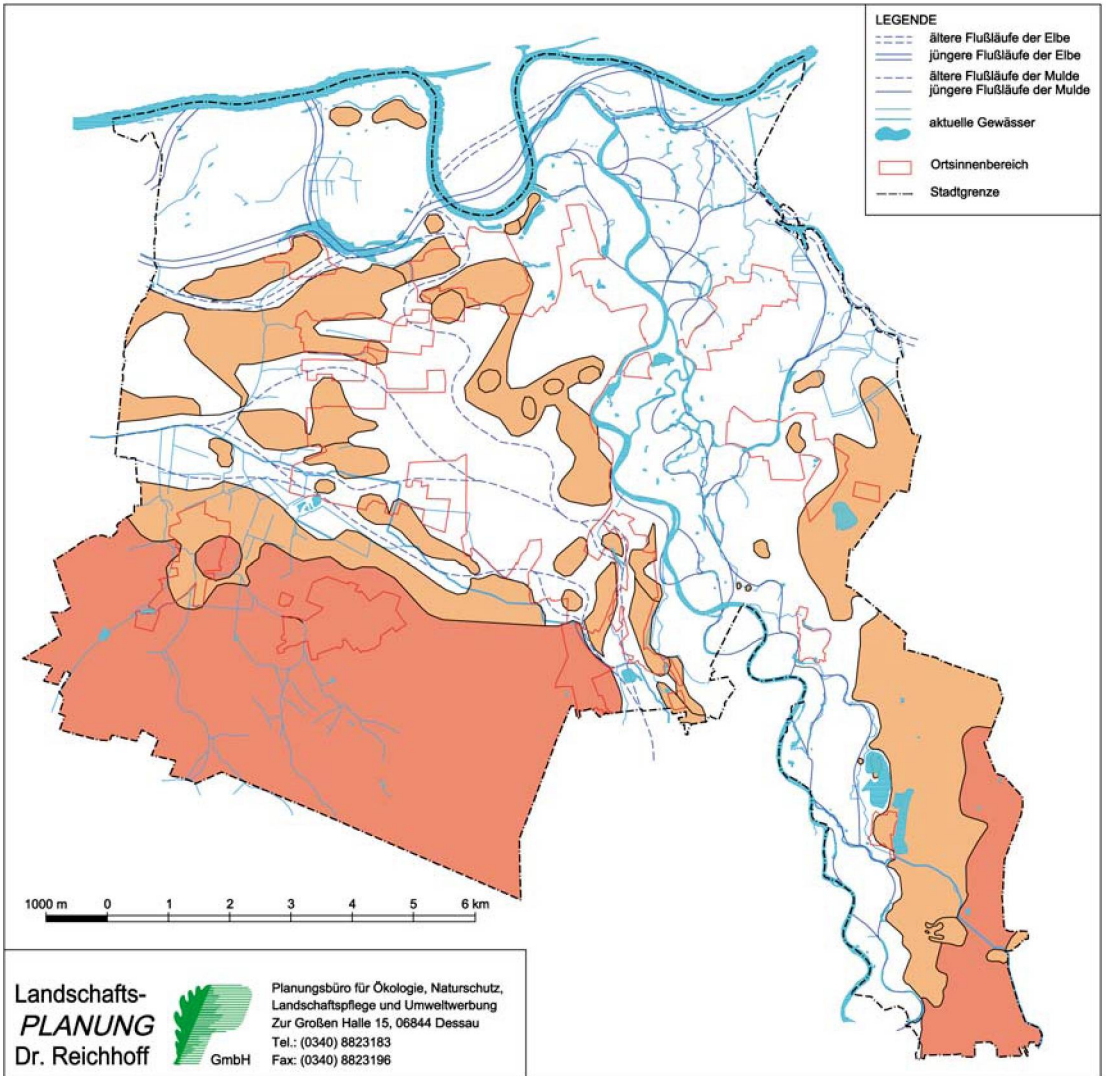 LEGENDE
ältere Flußläufe der Elbe
jüngere Flußläufe der Elbe
ältere Flußläufe der Mulde
jüngere Flußläufe der Mulde
aktuelle Gewässer
Ortsinnenbereich
Stadtgrenze
1000 m 0 1 2 3 4 5 6 km
Landschafts-
PLANUNG
Dr. Reichhoff
GmbH
Planungsbüro für Ökologie, Naturschutz,
Landschaftspflege und Umweltwerbung
Zur Großen Halle 15, 06844 Dessau
Tel.: (0340) 8823183
Fax: (0340) 8823196